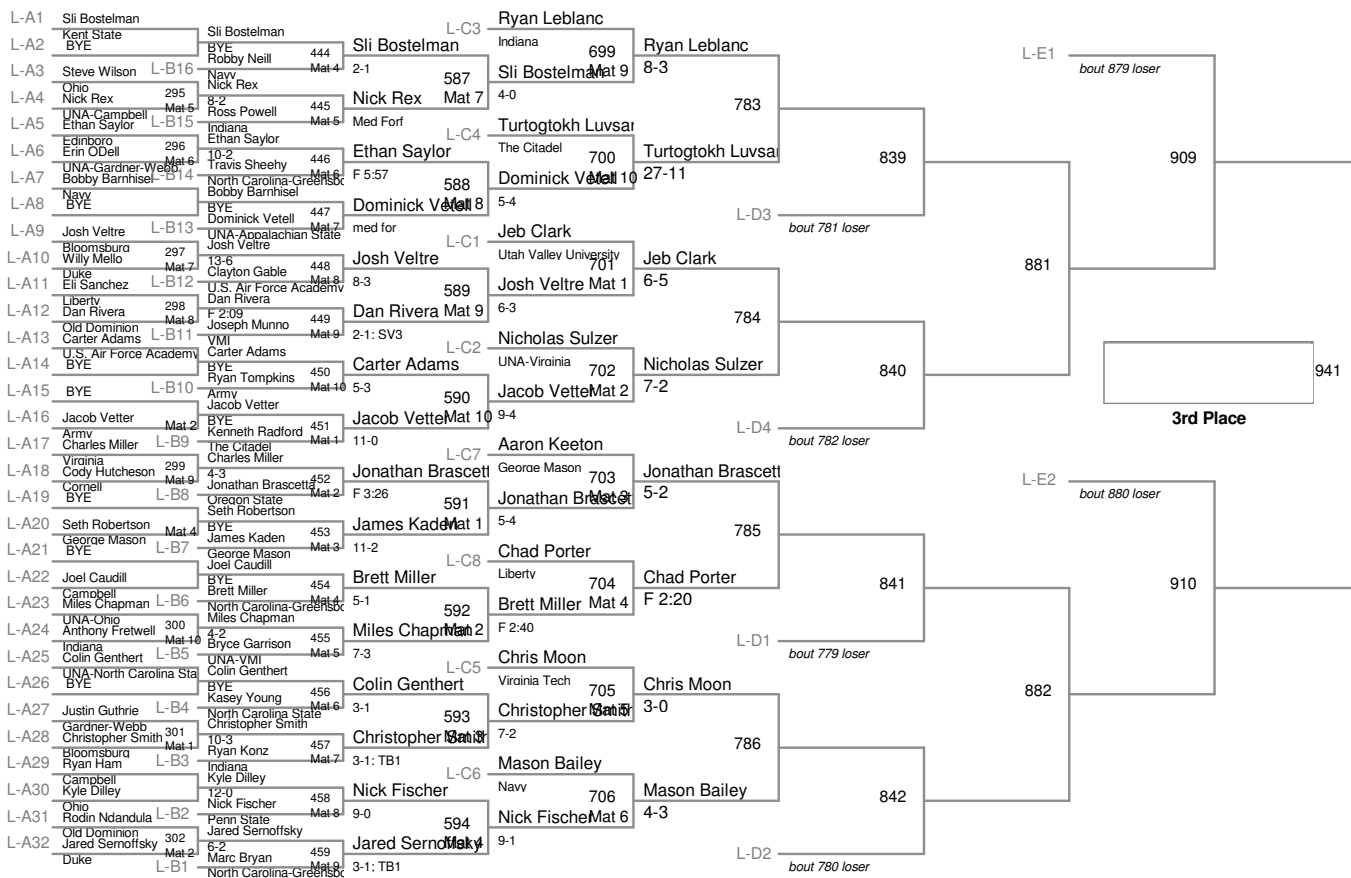 L-A1 Sli Bostelman
Kent State
L-A2 BYE
L-A3 Steve Wilson
Ohio
L-A4 Nick Rex
UNA-Campbell
L-A5 Ethan Saylor
Edinboro
L-A6 Erin ODell
UNA-Gardner-Webb
L-A7 Bobby Barnhisel
Navy
L-A8 BYE
L-A9 Josh Veltre
Bloomsburg
L-A10 Willy Mello
Duke
L-A11 Eli Sanchez
Liberty
L-A12 Dan Rivera
Old Dominion
L-A13 Carter Adams
U.S. Air Force Academy
L-A14 BYE
L-A15 BYE
L-A16 Jacob Vetter
Army
L-A17 Charles Miller
Virginia
L-A18 Cody Hutcheson
Cornell
L-A19 BYE
L-A20 Seth Robertson
George Mason
L-A21 BYE
L-A22 Joel Caudill
Campbell
L-A23 Miles Chapman
UNA-Ohio
L-A24 Anthony Fretwell
Indiana
L-A25 Colin Genthert
UNA-North Carolina Sta
L-A26 BYE
L-A27 Justin Guthrie
Gardner-Webb
L-A28 Christopher Smith
Bloomsburg
L-A29 Ryan Ham
Campbell
L-A30 Kyle Dilley
Ohio
L-A31 Rodin Ndandula
Old Dominion
L-A32 Jared Sernoffsky
Duke
295
Mat 5
296
Mat 6
297
Mat 7
298
Mat 8
Mat 2
299
Mat 9
Mat 4
300
Mat 10
301
Mat 1
302
Mat 2
Sli Bostelman
BYE
L-B16 Robby Neill
Navy
444
Mat 4
Nick Rex
8-2
L-B15 Ross Powell
Indiana
445
Mat 5
Ethan Saylor
10-2
L-B14 Travis Sheehy
North Carolina-Greensbo
446
Mat 6
Bobby Barnhisel
BYE
L-B13 Dominick Vetell
UNA-Appalachian State
447
Mat 7
Josh Veltre
13-6
L-B12 Clayton Gable
U.S. Air Force Academy
448
Mat 8
Dan Rivera
F 2:09
L-B11 Joseph Munno
VMI
449
Mat 9
Carter Adams
BYE
L-B10 Ryan Tompkins
Army
450
Mat 10
Jacob Vetter
BYE
L-B9 Kenneth Radford
The Citadel
451
Mat 1
Charles Miller
4-3
L-B8 Jonathan Brascetta
Oregon State
452
Mat 2
Seth Robertson
BYE
L-B7 James Kaden
George Mason
453
Mat 3
Joel Caudill
BYE
L-B6 Brett Miller
North Carolina-Greensbo
454
Mat 4
Miles Chapman
4-2
L-B5 Bryce Garrison
UNA-VMI
455
Mat 5
Colin Genthert
BYE
L-B4 Kasey Young
North Carolina State
456
Mat 6
Christopher Smith
10-3
L-B3 Ryan Konz
Indiana
457
Mat 7
Kyle Dilley
12-0
L-B2 Nick Fischer
Penn State
458
Mat 8
Jared Sernoffsky
6-2
L-B1 Marc Bryan
North Carolina-Greensbo
459
Mat 9
Sli Bostelman
2-1
587
Mat 7
Nick Rex
Med Forf
Ethan Saylor
F 5:57
588
Mat 8
Dominick Vetell
med for
Josh Veltre
8-3
589
Mat 9
Dan Rivera
2-1: SV3
Carter Adams
5-3
590
Mat 10
Jacob Vetter
11-0
Jonathan Brascett
F 3:26
591
Mat 1
James Kaden
11-2
Brett Miller
5-1
592
Mat 2
Miles Chapman
7-3
Colin Genthert
3-1
593
Mat 3
Christopher Smith
3-1: TB1
Nick Fischer
9-0
594
Mat 4
Jared Sernoffsky
3-1: TB1
L-C3 Ryan Leblanc
Indiana
699
Mat 9
Sli Bostelman
4-0
L-C4 Turtogtokh Luvsan
The Citadel
700
Mat 10
Dominick Vetell
5-4
L-C1 Jeb Clark
Utah Valley University
701
Mat 1
Josh Veltre
6-3
L-C2 Nicholas Sulzer
UNA-Virginia
702
Mat 2
Jacob Vetter
9-4
L-C7 Aaron Keeton
George Mason
703
Mat 3
Jonathan Brascet
5-4
L-C8 Chad Porter
Liberty
704
Mat 4
Brett Miller
F 2:40
L-C5 Chris Moon
Virginia Tech
705
Mat 5
Christopher Smith
7-2
L-C6 Mason Bailey
Navy
706
Mat 6
Nick Fischer
9-1
Ryan Leblanc
8-3
783
Turtogtokh Luvsan
27-11
L-D3
bout 781 loser
Jeb Clark
6-5
784
Nicholas Sulzer
7-2
L-D4
bout 782 loser
Jonathan Brascetta
5-2
785
Chad Porter
F 2:20
L-D1
bout 779 loser
Chris Moon
3-0
786
Mason Bailey
4-3
L-D2
bout 780 loser
839
840
841
842
881
882
L-E1
bout 879 loser
909
L-E2
bout 880 loser
910
941
3rd Place